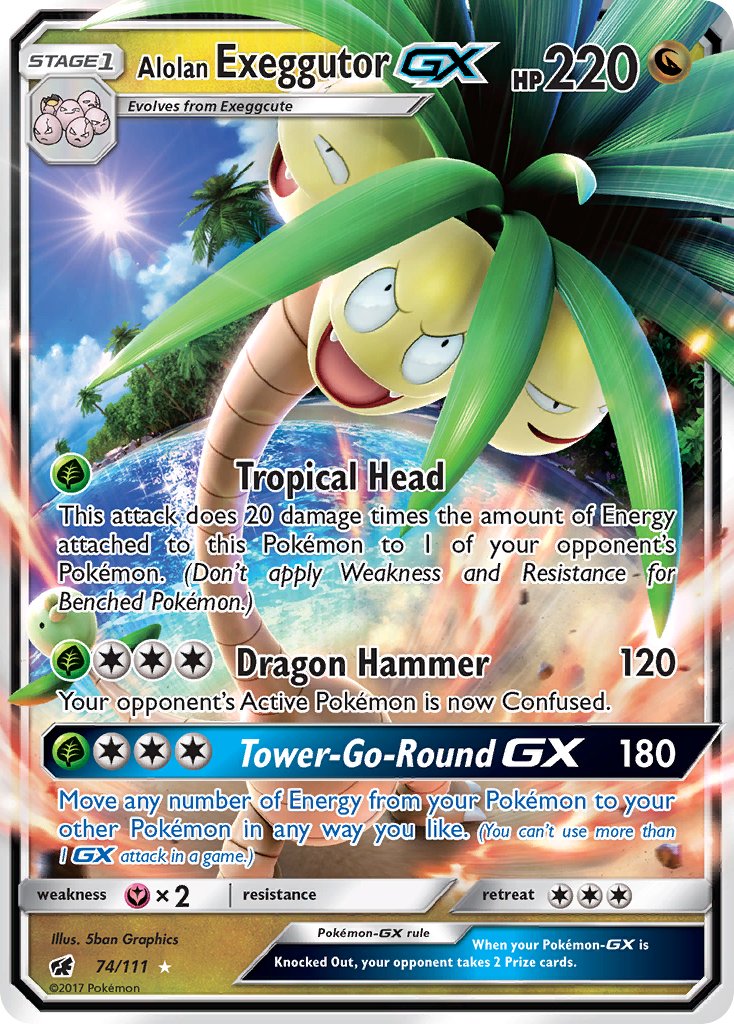 STAGE1
Alolan Exeggutor GX HP220
Evolves from Exeggcute
Tropical Head
This attack does 20 damage times the amount of Energy
attached to this Pokémon to 1 of your opponent's
Pokémon. (Don't apply Weakness and Resistance for
Benched Pokémon.)
Dragon Hammer 120
Your opponent's Active Pokémon is now Confused.
Tower-Go-Round GX 180
Move any number of Energy from your Pokémon to your
other Pokémon in any way you like. (You can't use more than
1 GX attack in a game.)
weakness ×2 resistance retreat
Illus. 5ban Graphics
74/111
©2017 Pokémon
Pokémon-GX rule
When your Pokémon-GX is
Knocked Out, your opponent takes 2 Prize cards.